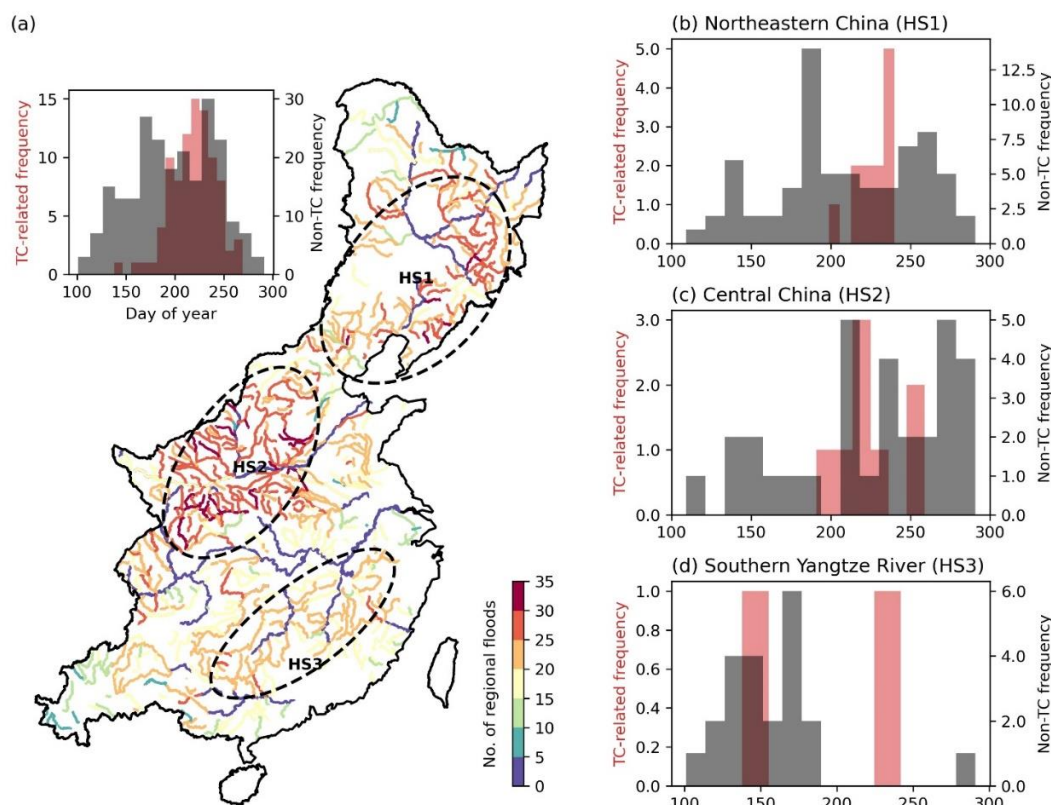 (a)
TC-related frequency
15
10
5
0
30
20
10
0
Non-TC frequency
100 150 200 250 300
Day of year
HS1
HS2
HS3
No. of regional floods
35
30
25
20
15
10
5
0
(b) Northeastern China (HS1)
TC-related frequency
5.0
4.0
3.0
2.0
1.0
0.0
12.5
10.0
7.5
5.0
2.5
0.0
Non-TC frequency
100 150 200 250 300
(c) Central China (HS2)
TC-related frequency
3.0
2.0
1.0
0.0
5.0
4.0
3.0
2.0
1.0
0.0
Non-TC frequency
100 150 200 250 300
(d) Southern Yangtze River (HS3)
TC-related frequency
1.0
0.8
0.6
0.4
0.2
0.0
6.0
4.0
2.0
0.0
Non-TC frequency
100 150 200 250 300